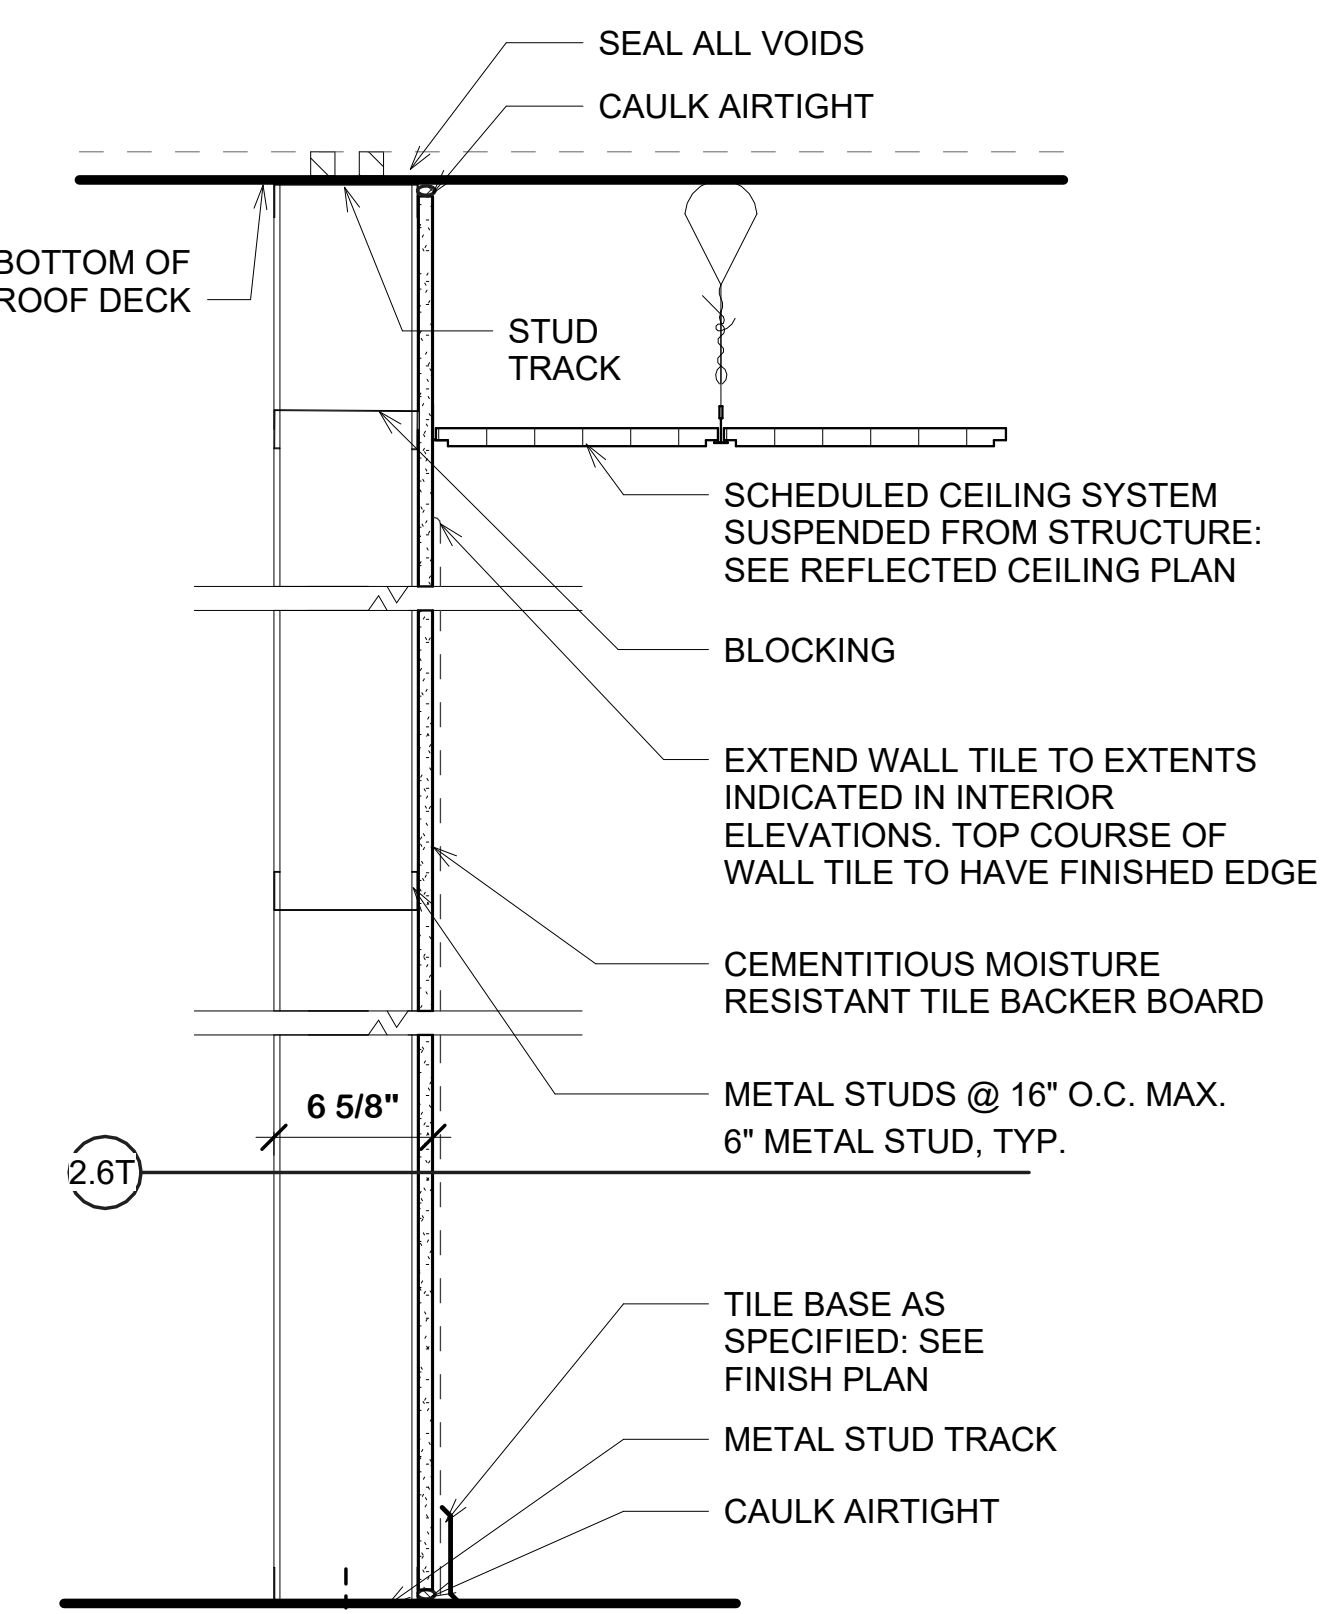 SEAL ALL VOIDS
CAULK AIRTIGHT
BOTTOM OF
ROOF DECK
STUD
TRACK
SCHEDULED CEILING SYSTEM
SUSPENDED FROM STRUCTURE:
SEE REFLECTED CEILING PLAN
BLOCKING
EXTEND WALL TILE TO EXTENTS
INDICATED IN INTERIOR
ELEVATIONS. TOP COURSE OF
WALL TILE TO HAVE FINISHED EDGE
CEMENTITIOUS MOISTURE
RESISTANT TILE BACKER BOARD
METAL STUDS @ 16" O.C. MAX.
6" METAL STUD, TYP.
6 5/8"
2.6T
TILE BASE AS
SPECIFIED: SEE
FINISH PLAN
METAL STUD TRACK
CAULK AIRTIGHT